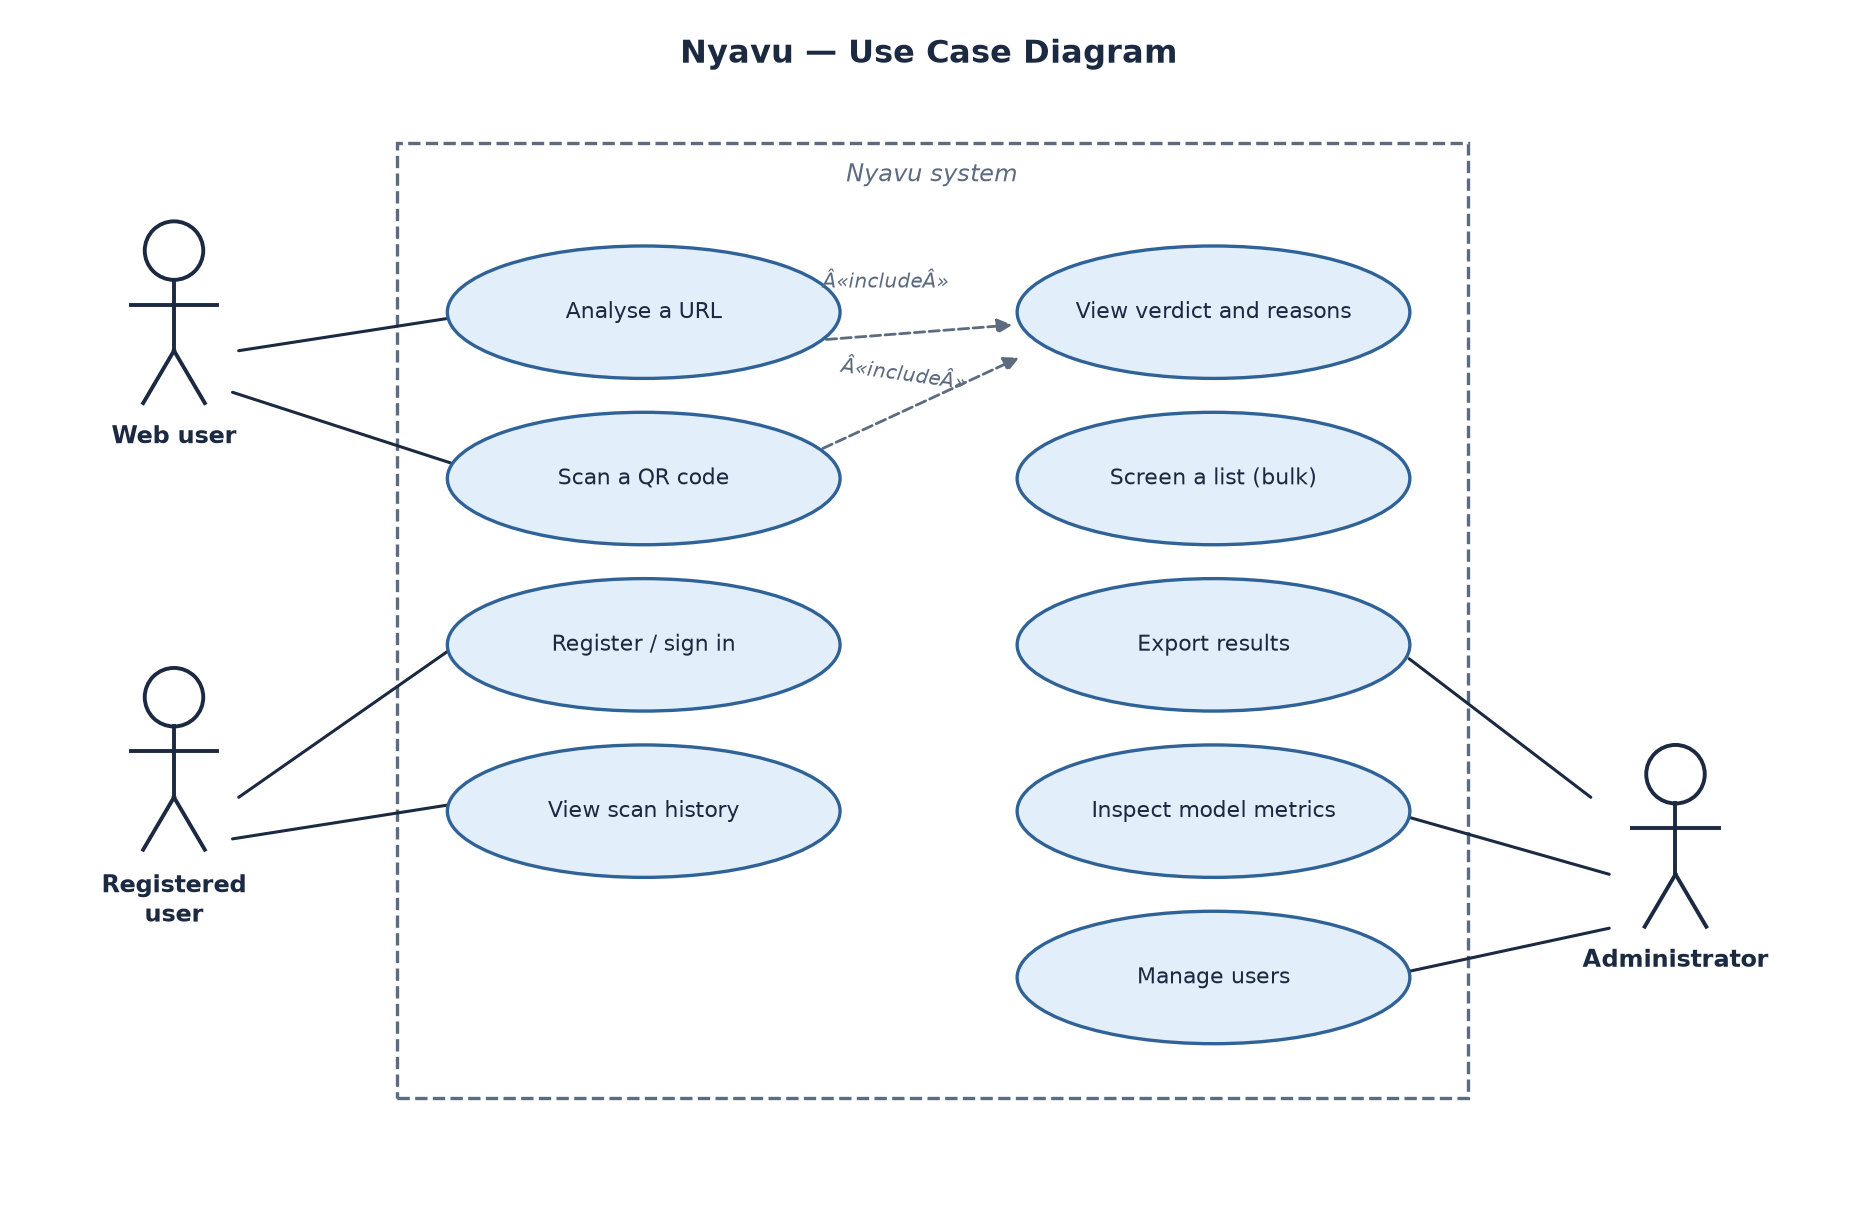 Nyavu — Use Case Diagram
Nyavu system
Analyse a URL
Â«includeÂ»
View verdict and reasons
Â«includeÂ»
Web user
Scan a QR code
Screen a list (bulk)
Register / sign in
Export results
View scan history
Inspect model metrics
Registered
user
Administrator
Manage users